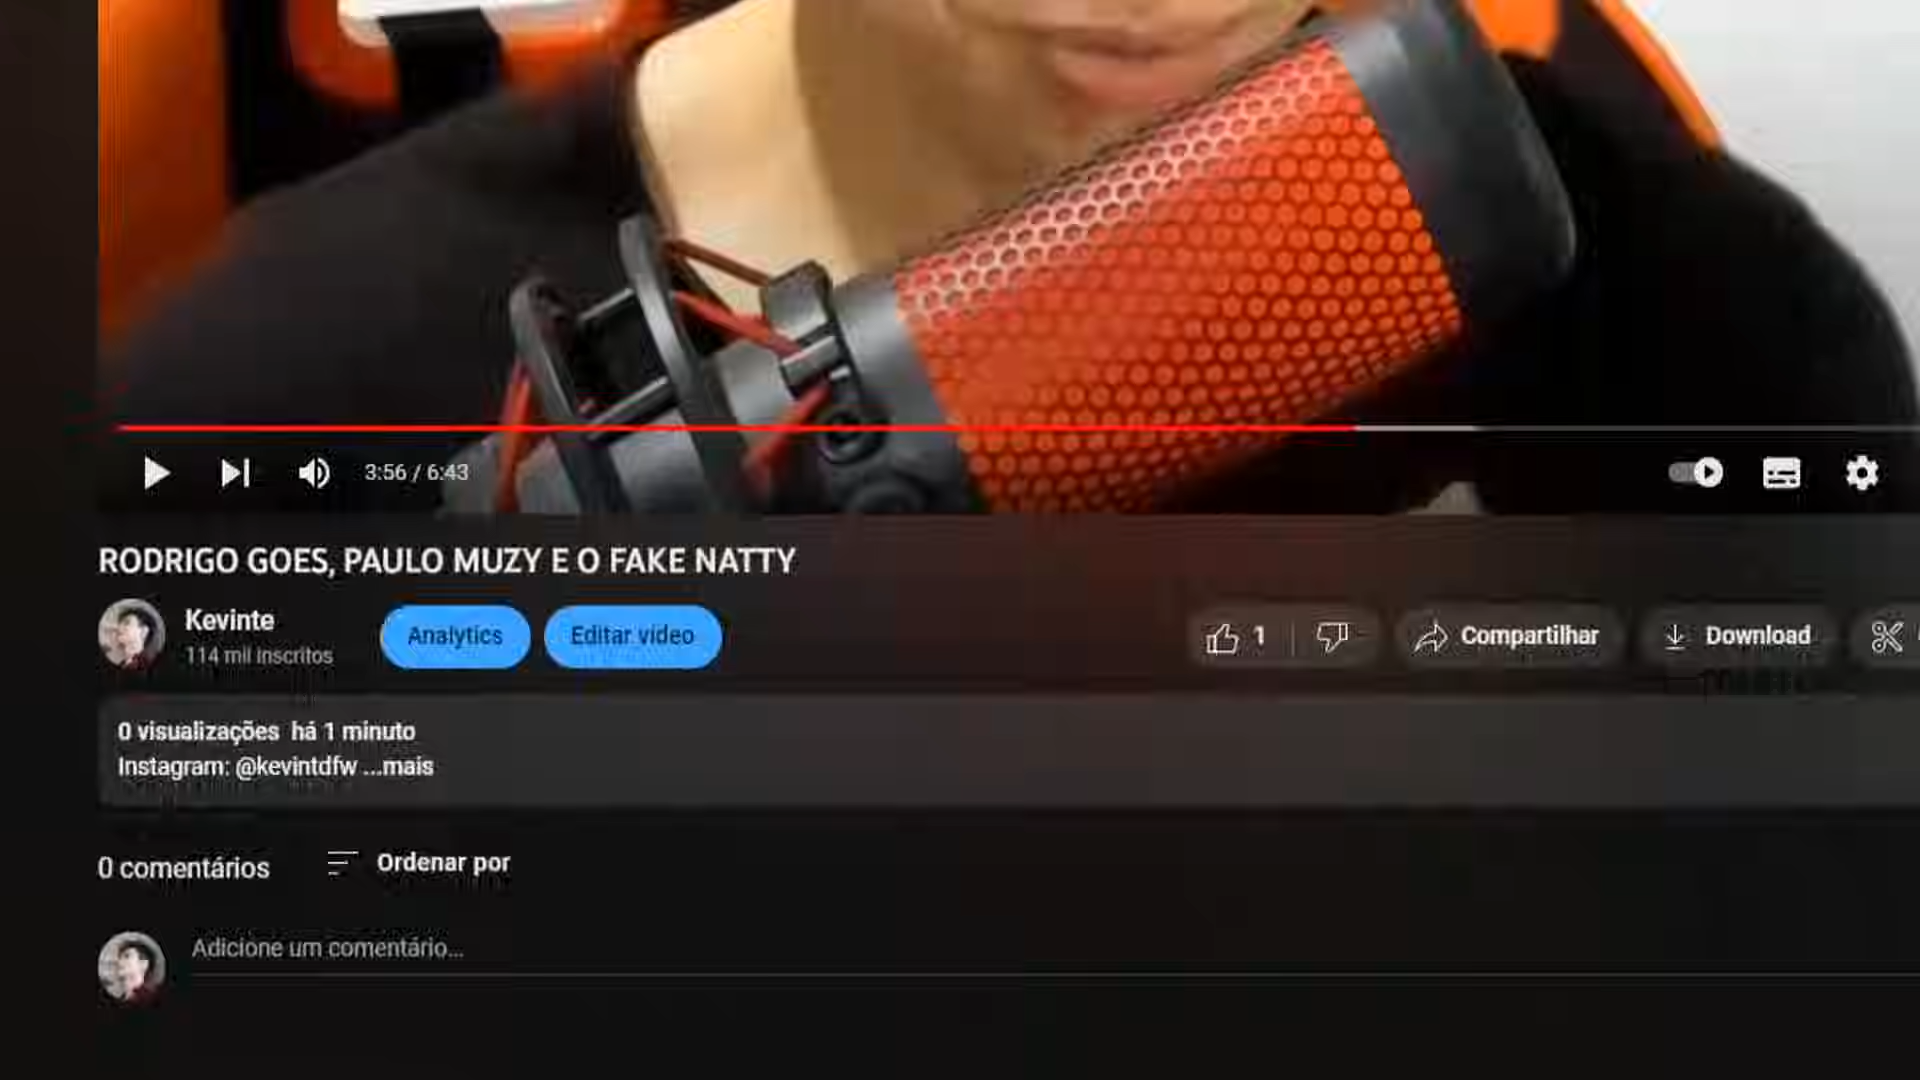 3:56 / 6:43
RODRIGO GOES, PAULO MUZY E O FAKE NATTY
Kevinte
114 mil inscritos
Analytics
Editar vídeo
1
Compartilhar
Download
0 visualizações há 1 minuto
Instagram: @kevintdfw ...mais
0 comentários
Ordenar por
Adicione um comentário...